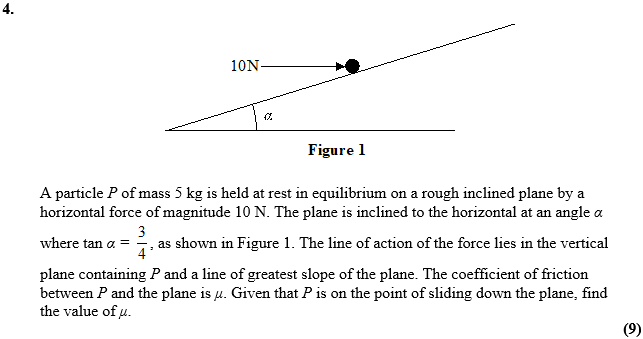 4.
10N
α
Figure 1
A particle P of mass 5 kg is held at rest in equilibrium on a rough inclined plane by a
horizontal force of magnitude 10 N. The plane is inclined to the horizontal at an angle α
where tan α = 3/4, as shown in Figure 1. The line of action of the force lies in the vertical
plane containing P and a line of greatest slope of the plane. The coefficient of friction
between P and the plane is μ. Given that P is on the point of sliding down the plane, find
the value of μ.
(9)